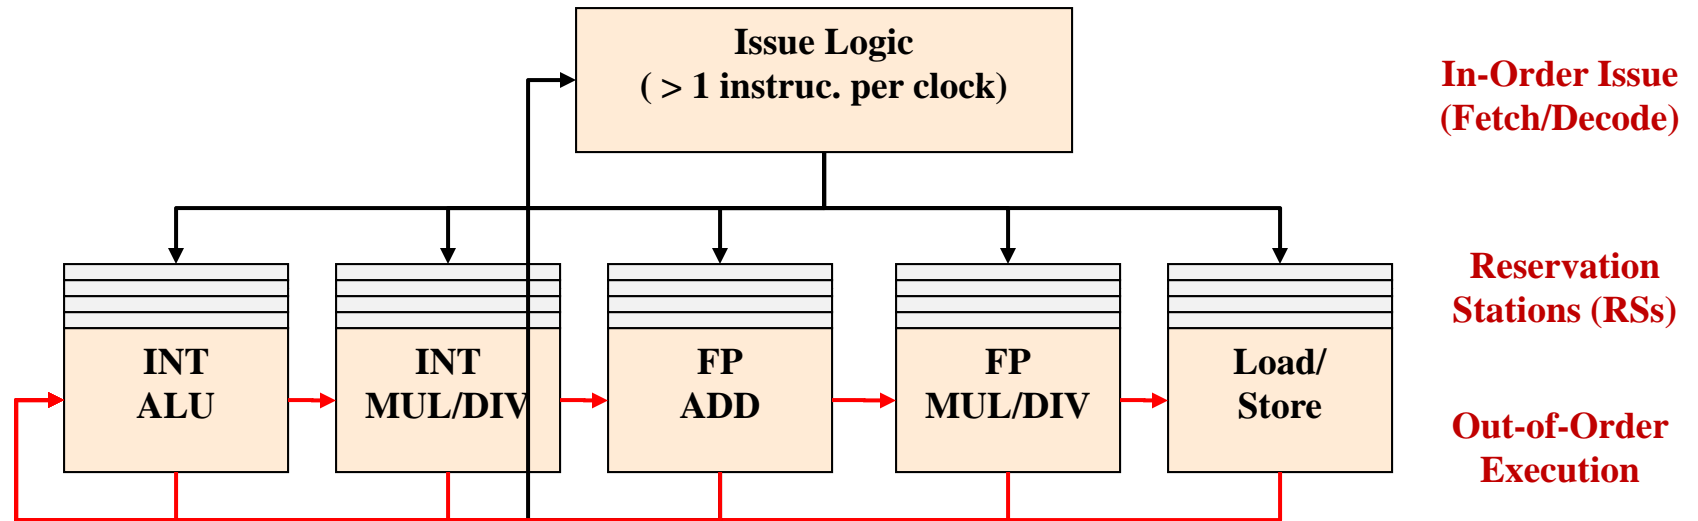 Issue Logic
( > 1 instruc. per clock)
In-Order Issue
(Fetch/Decode)
Reservation
Stations (RSs)
INT
ALU
INT
MUL/DIV
FP
ADD
FP
MUL/DIV
Load/
Store
Out-of-Order
Execution